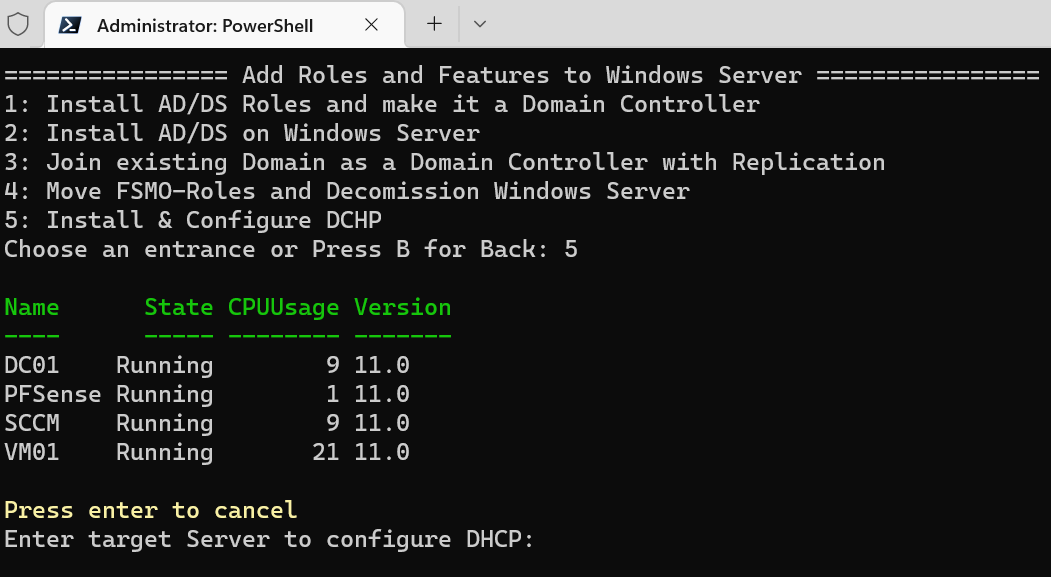 Administrator: PowerShell
================ Add Roles and Features to Windows Server ================
1: Install AD/DS Roles and make it a Domain Controller
2: Install AD/DS on Windows Server
3: Join existing Domain as a Domain Controller with Replication
4: Move FSMO-Roles and Decomission Windows Server
5: Install & Configure DCHP
Choose an entrance or Press B for Back: 5
Name      State CPUUsage Version
----      ----- -------- -------
DC01    Running        9 11.0
PFSense Running        1 11.0
SCCM    Running        9 11.0
VM01    Running       21 11.0
Press enter to cancel
Enter target Server to configure DHCP: